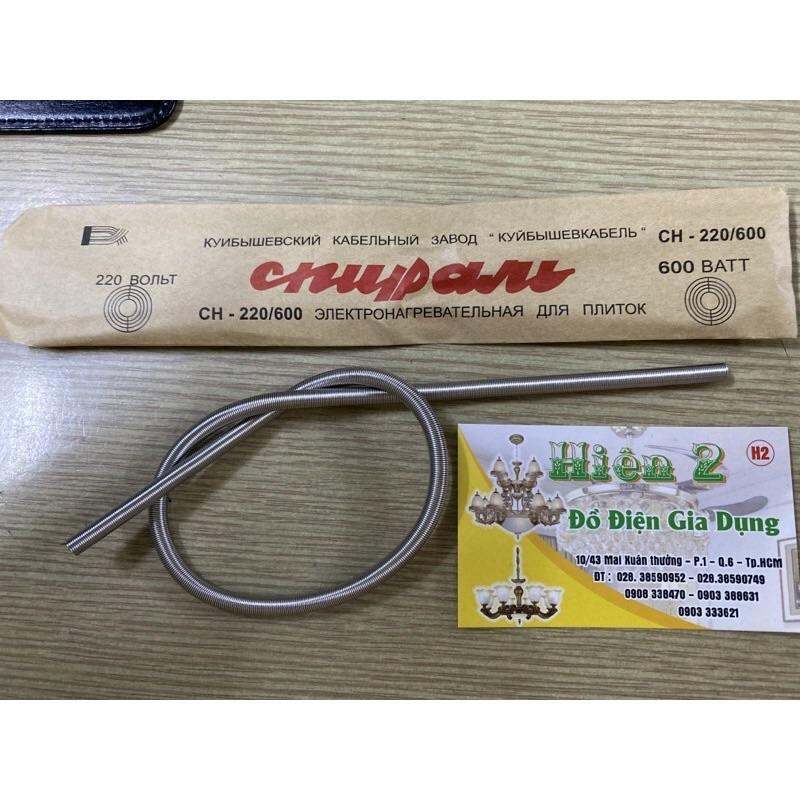 КУИБЫШЕВСКИЙ КАБЕЛЬНЫЙ ЗАВОД "КУЙБЫШЕВКАБЕЛЬ" СН - 220/600
220 ВОЛЬТ спираль 600 ВАТТ
СН - 220/600 ЭЛЕКТРОНАГРЕВАТЕЛЬНАЯ ДЛЯ ПЛИТОК
Hiên 2 H2
Đồ Điện Gia Dụng
10/43 Mai Xuân thưởng - P.1 - Q.6 - Tp.HCM
ĐT : 028. 38590952 - 028.38590749
0908 338470 - 0903 388631
0903 333621